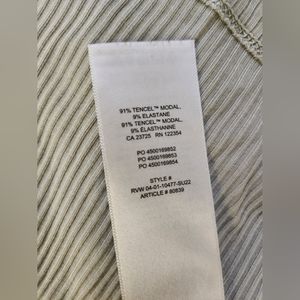 91% TENCEL™ MODAL.
9% ELASTANE
91% TENCEL™ MODAL.
9% ÉLASTHANNE
CA 23725 RN 122354
PO 4500169852
PO 4500169853
PO 4500169854
STYLE #
RVW 04-01-10477-SU22
ARTICLE # 80839